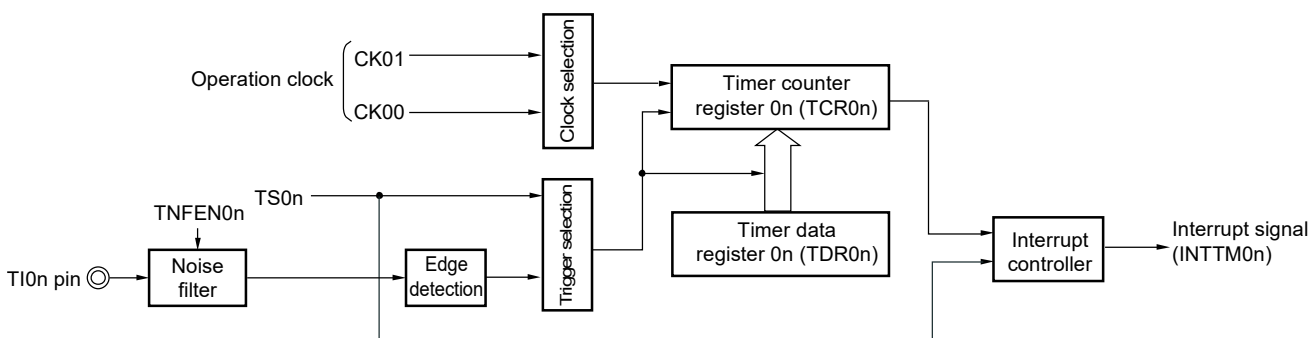 Operation clock
CK01
CK00
Clock selection
Timer counter
register 0n (TCR0n)
TS0n
TNFEN0n
TI0n pin
Noise
filter
Edge
detection
Trigger selection
Timer data
register 0n (TDR0n)
Interrupt
controller
Interrupt signal
(INTTM0n)